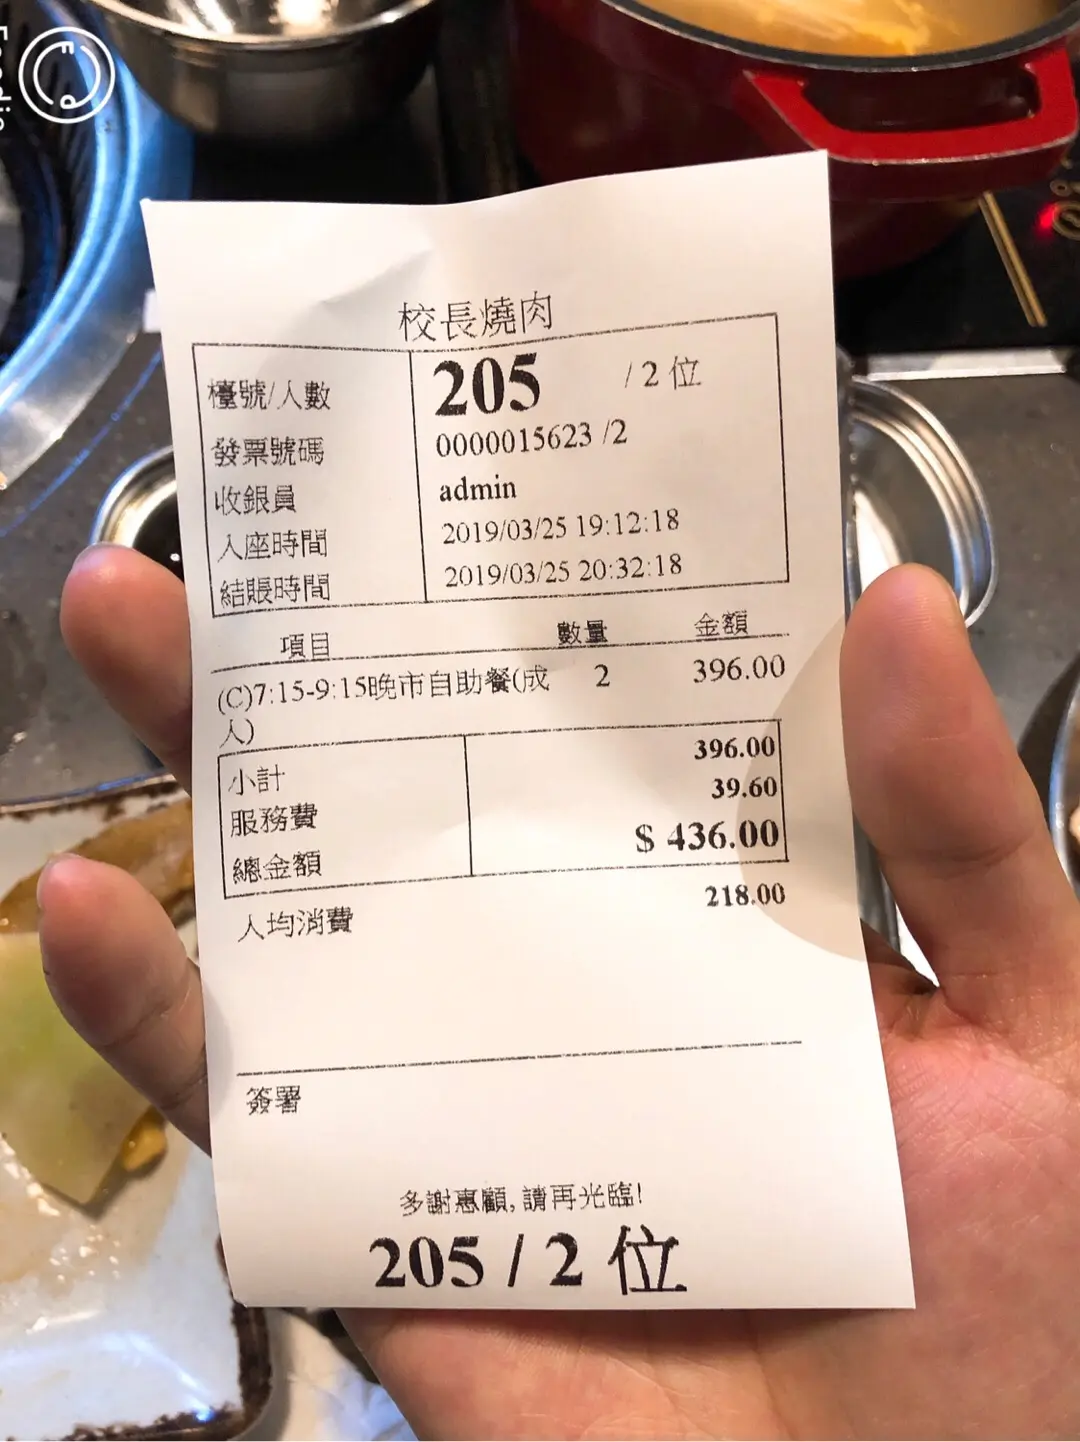 Foodie
校長燒肉
檯號/人數 205 /2位
發票號碼 0000015623 /2
收銀員 admin
入座時間 2019/03/25 19:12:18
結賬時間 2019/03/25 20:32:18
項目 數量 金額
(C)7:15-9:15晚市自助餐(成 2 396.00
人)
小計 396.00
服務費 39.60
總金額 $ 436.00
人均消費 218.00
簽署
多謝惠顧,請再光臨!
205 / 2 位